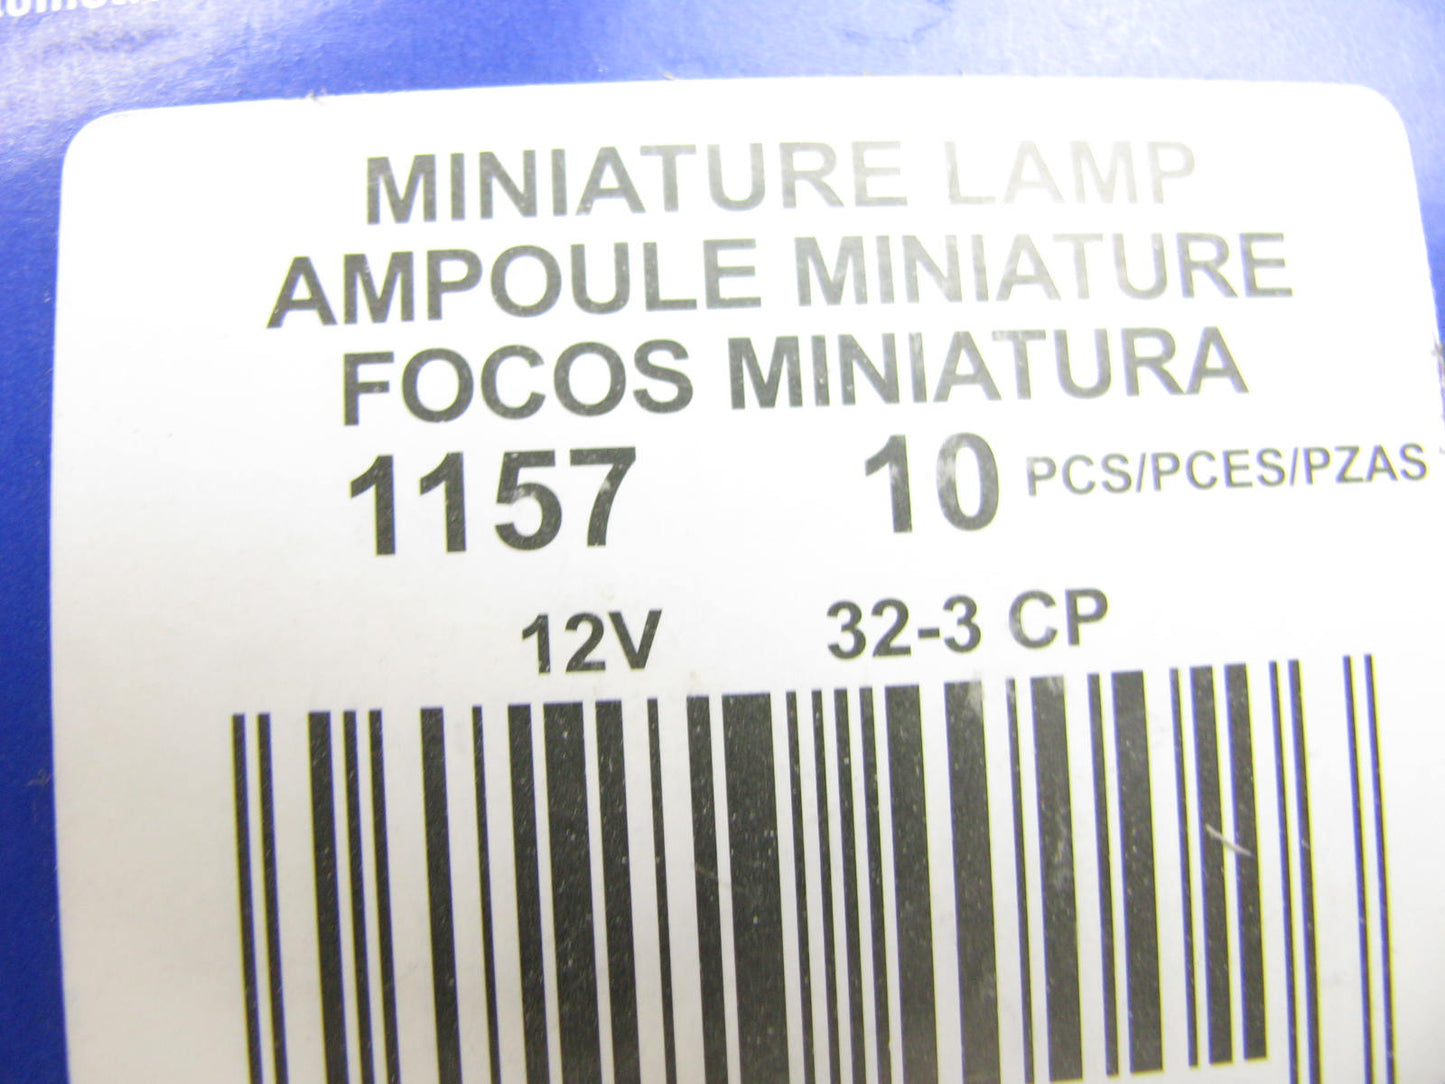 MINIATURE LAMP
AMPOULE MINIATURE
FOCOS MINIATURA
1157 10 PCS/PCES/PZAS
12V 32-3 CP